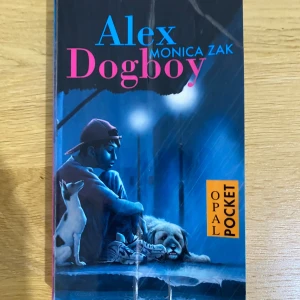 Alex
MONICA ZAK
Dogboy
OPAL
POCKET